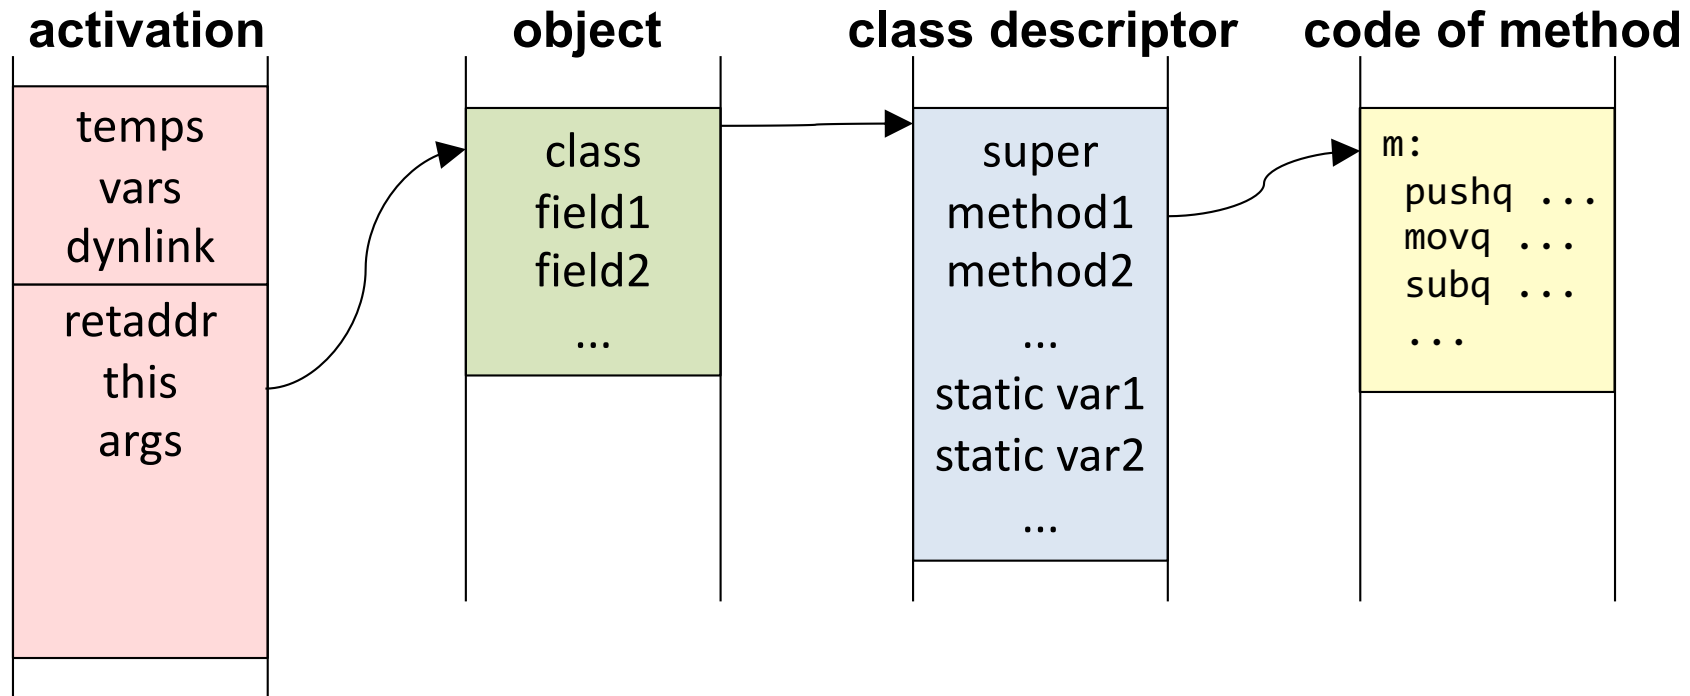 activation
temps
vars
dynlink
retaddr
this
args
object
class
field1
field2
...
class descriptor
super
method1
method2
...
static var1
static var2
...
code of method
m:
pushq ...
movq ...
subq ...
...